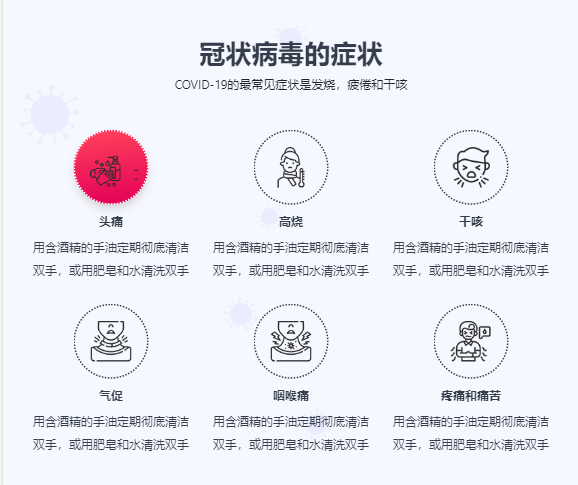 冠状病毒的症状
COVID-19的最常见症状是发烧，疲倦和干咳
头痛
用含酒精的手油定期彻底清洁
双手，或用肥皂和水清洗双手
高烧
用含酒精的手油定期彻底清洁
双手，或用肥皂和水清洗双手
干咳
用含酒精的手油定期彻底清洁
双手，或用肥皂和水清洗双手
气促
用含酒精的手油定期彻底清洁
双手，或用肥皂和水清洗双手
咽喉痛
用含酒精的手油定期彻底清洁
双手，或用肥皂和水清洗双手
疼痛和痛苦
用含酒精的手油定期彻底清洁
双手，或用肥皂和水清洗双手